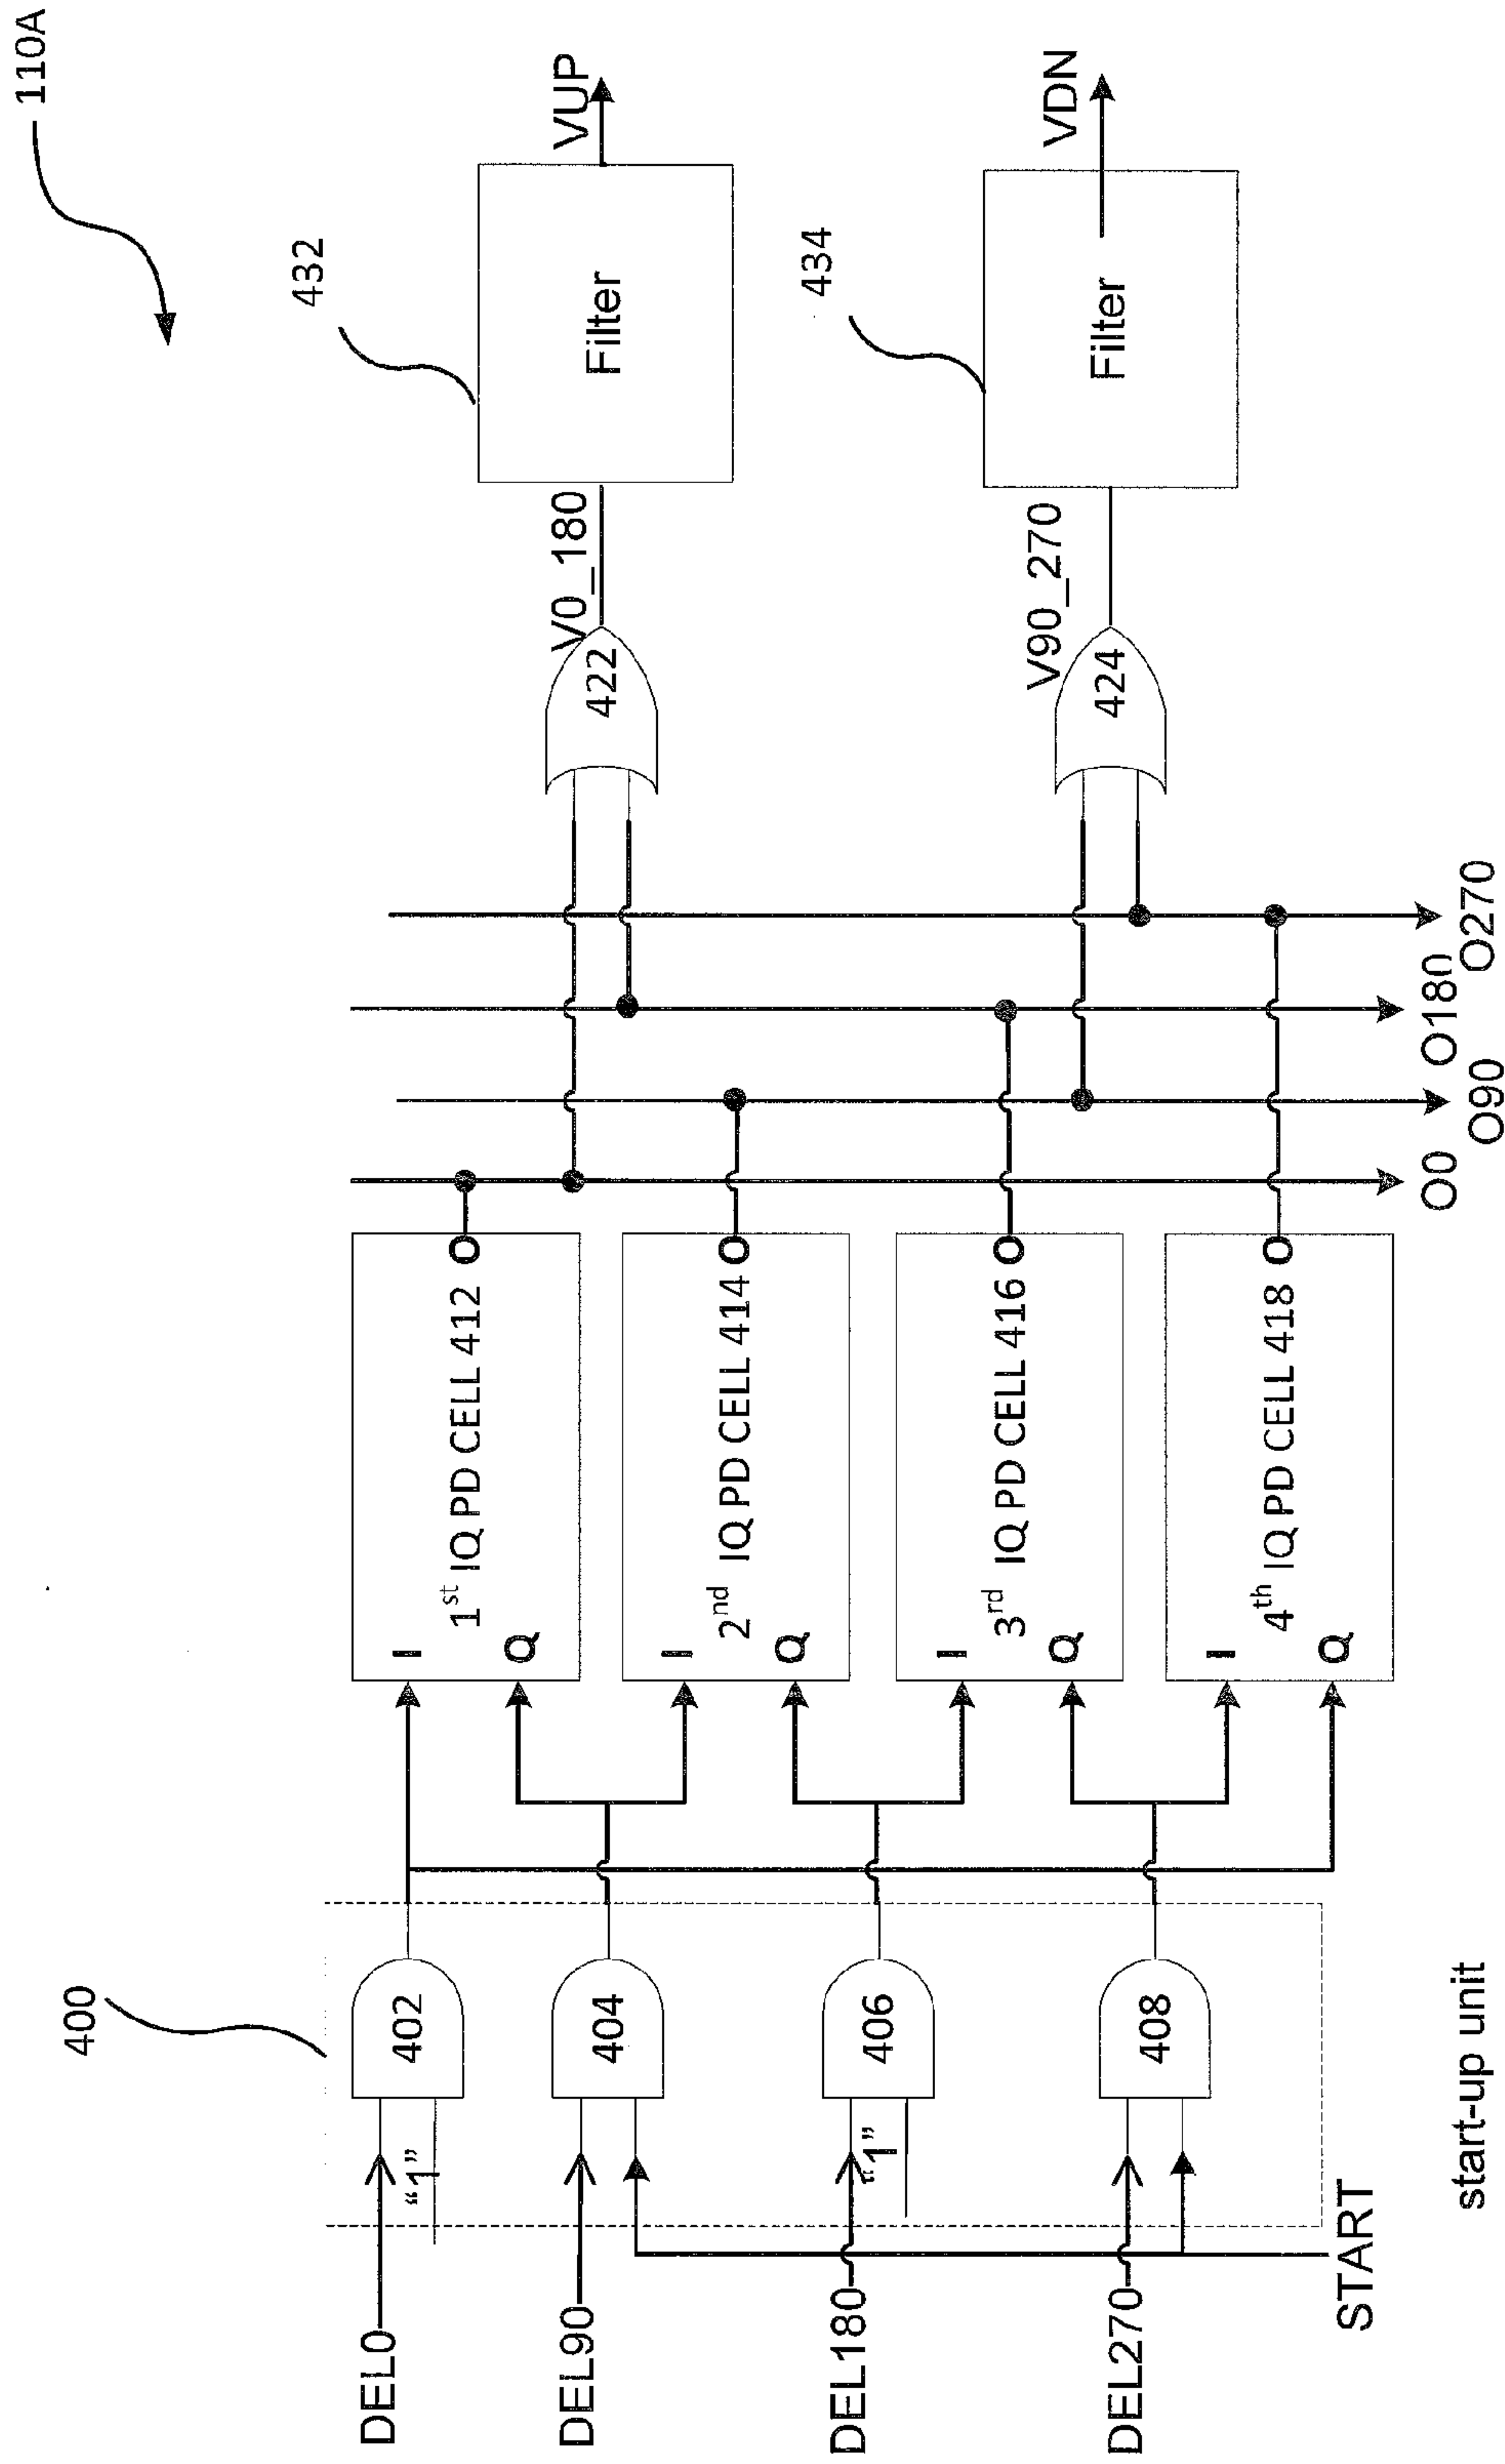 110A
400
DEL0
"1"
402
DEL90
404
DEL180
"1"
406
DEL270
408
START
start-up unit
I
1st IQ PD CELL 412 O
Q
I
2nd IQ PD CELL 414 O
Q
I
3rd IQ PD CELL 416 O
Q
I
4th IQ PD CELL 418 O
Q
O0
O90
O180
O270
422
V0_180
432
Filter
VUP
424
V90_270
434
Filter
VDN